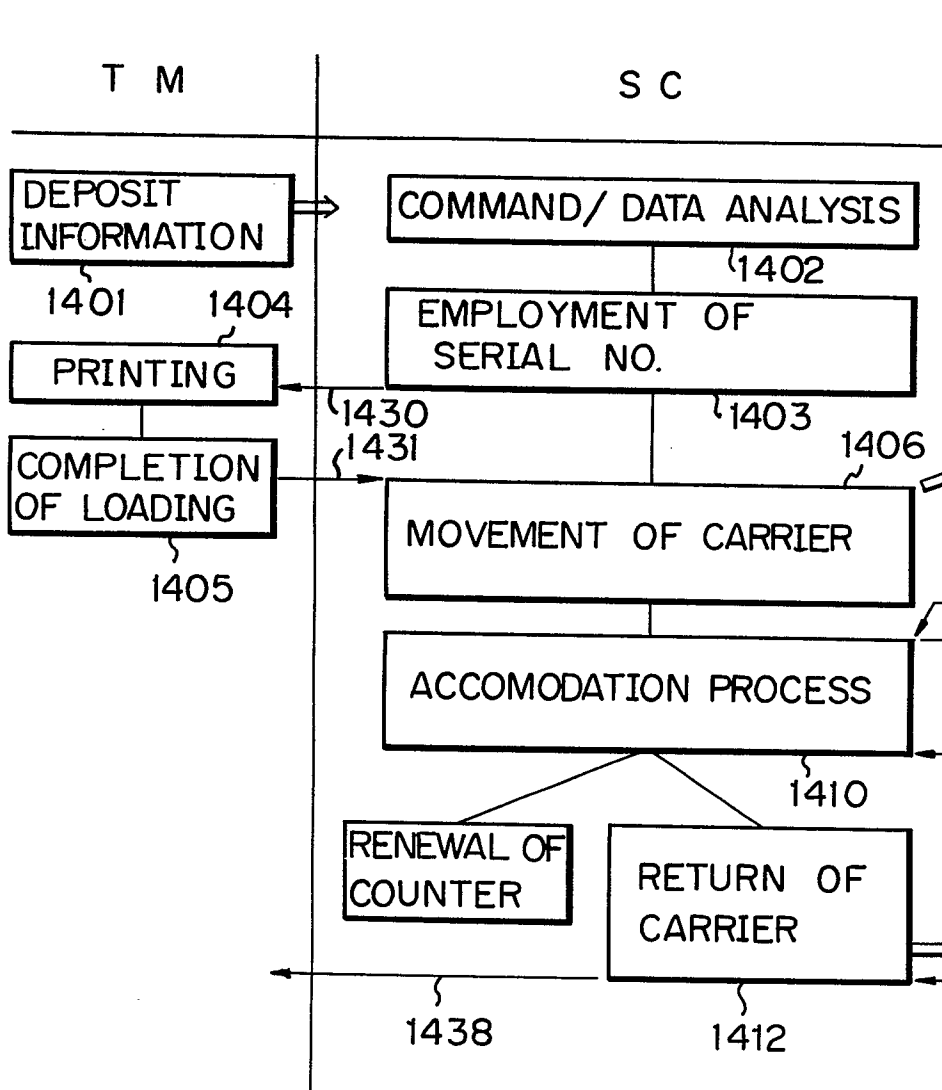 T M
S C
DEPOSIT
INFORMATION
1401
COMMAND/ DATA ANALYSIS
1402
1404
EMPLOYMENT OF
SERIAL NO.
1403
PRINTING
1430
1431
COMPLETION
OF LOADING
1405
1406
MOVEMENT OF CARRIER
ACCOMODATION PROCESS
1410
RENEWAL OF
COUNTER
RETURN OF
CARRIER
1438
1412